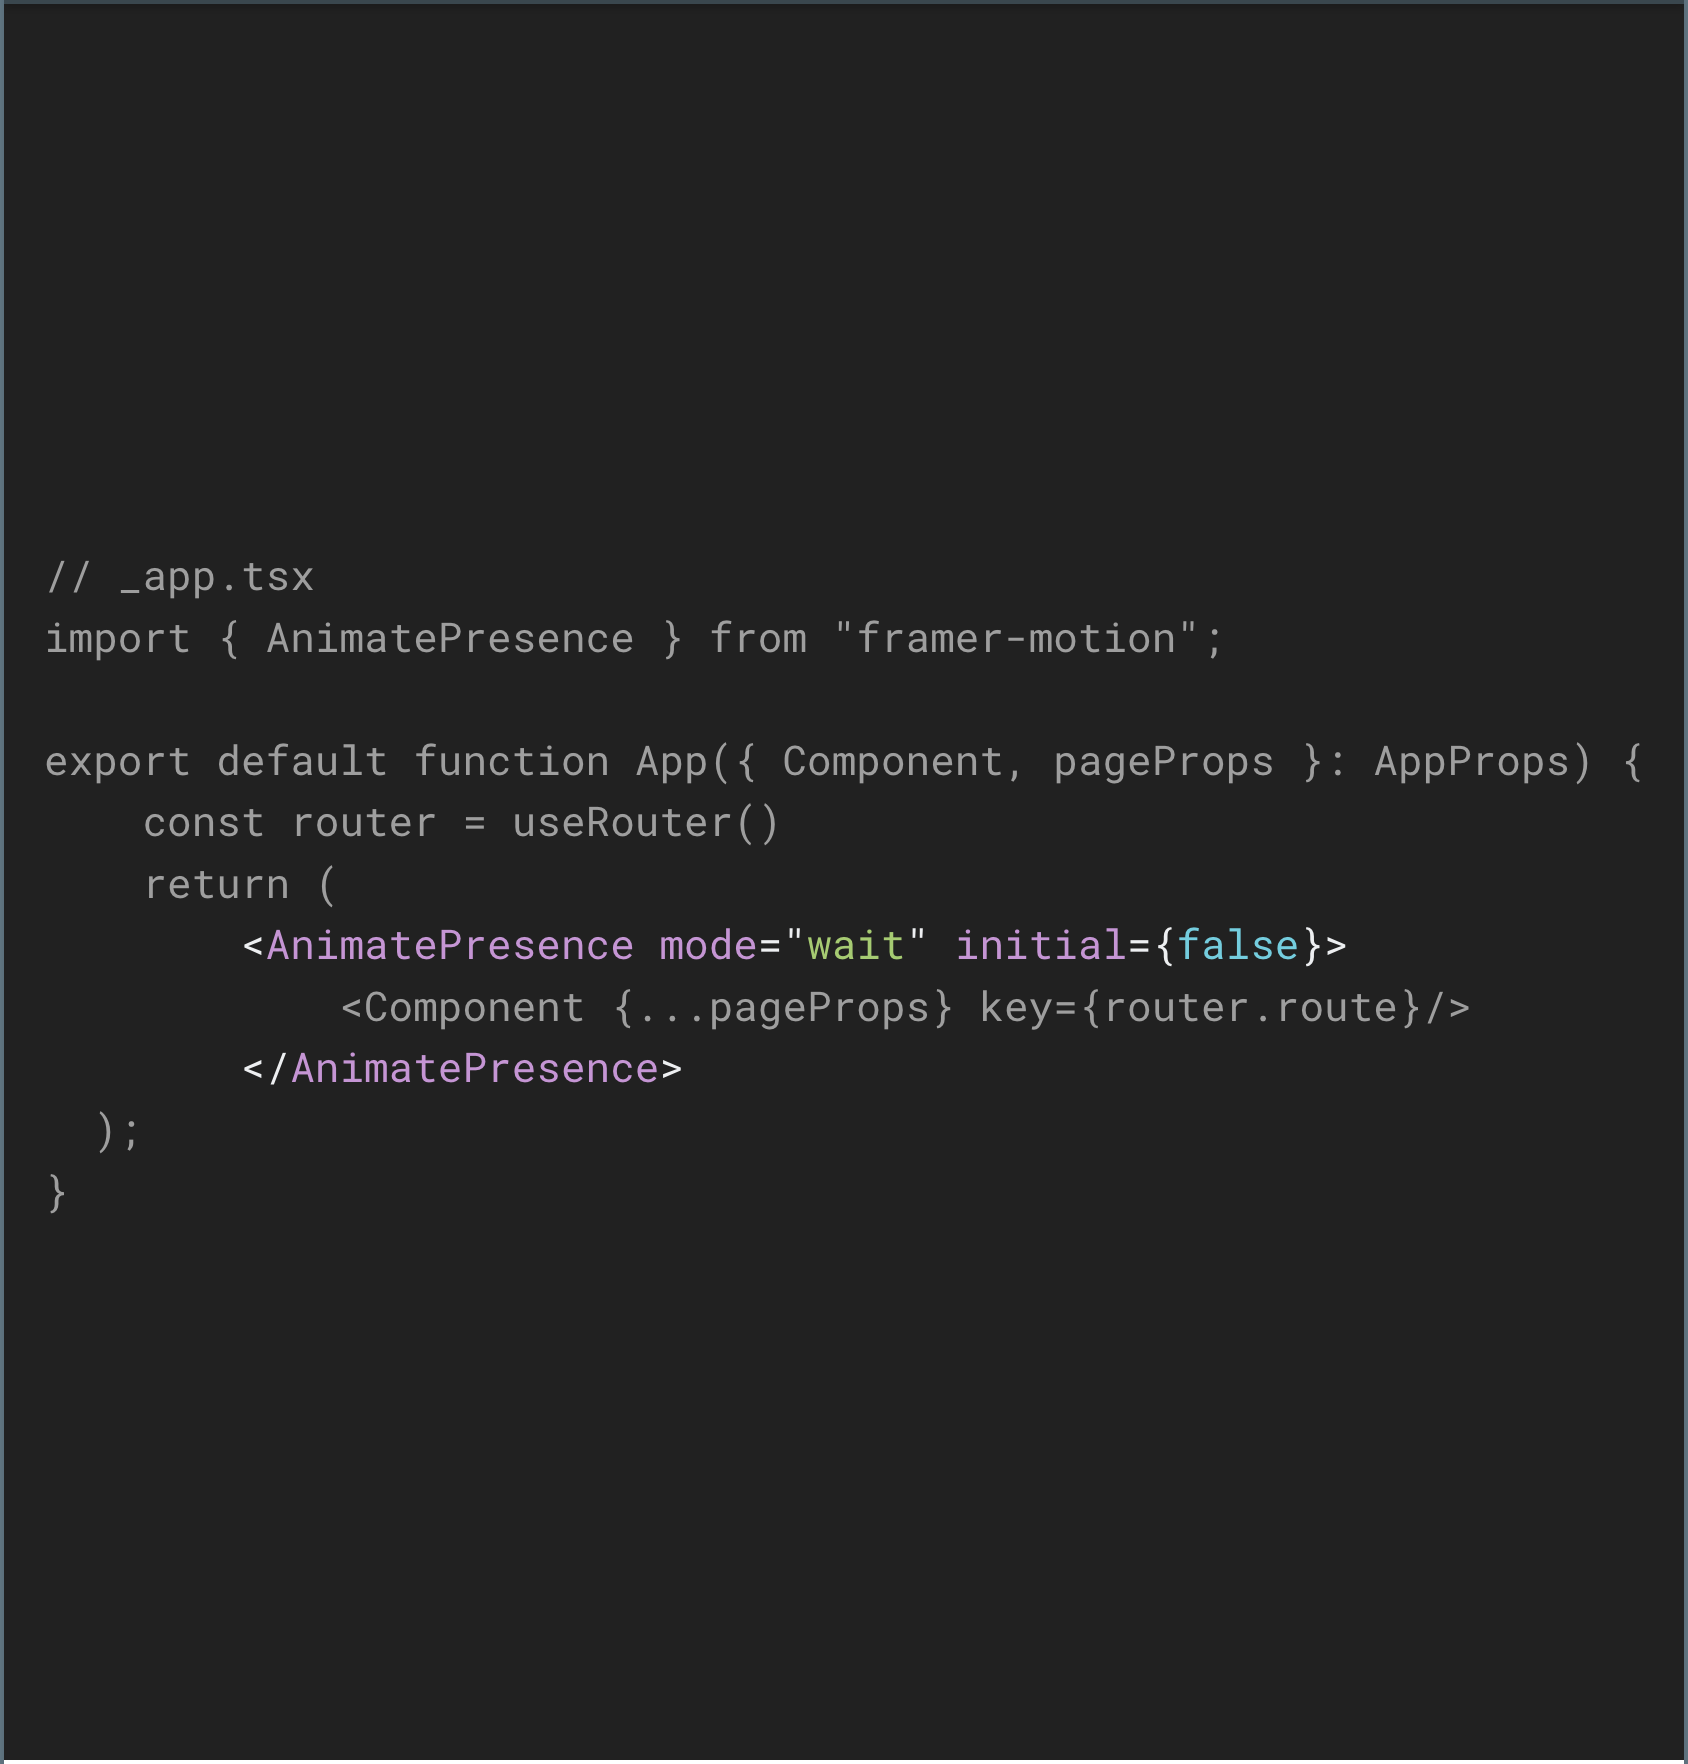 // _app.tsx
import { AnimatePresence } from "framer-motion";

export default function App({ Component, pageProps }: AppProps) {
    const router = useRouter()
    return (
        <AnimatePresence mode="wait" initial={false}>
            <Component {...pageProps} key={router.route}/>
        </AnimatePresence>
  );
}